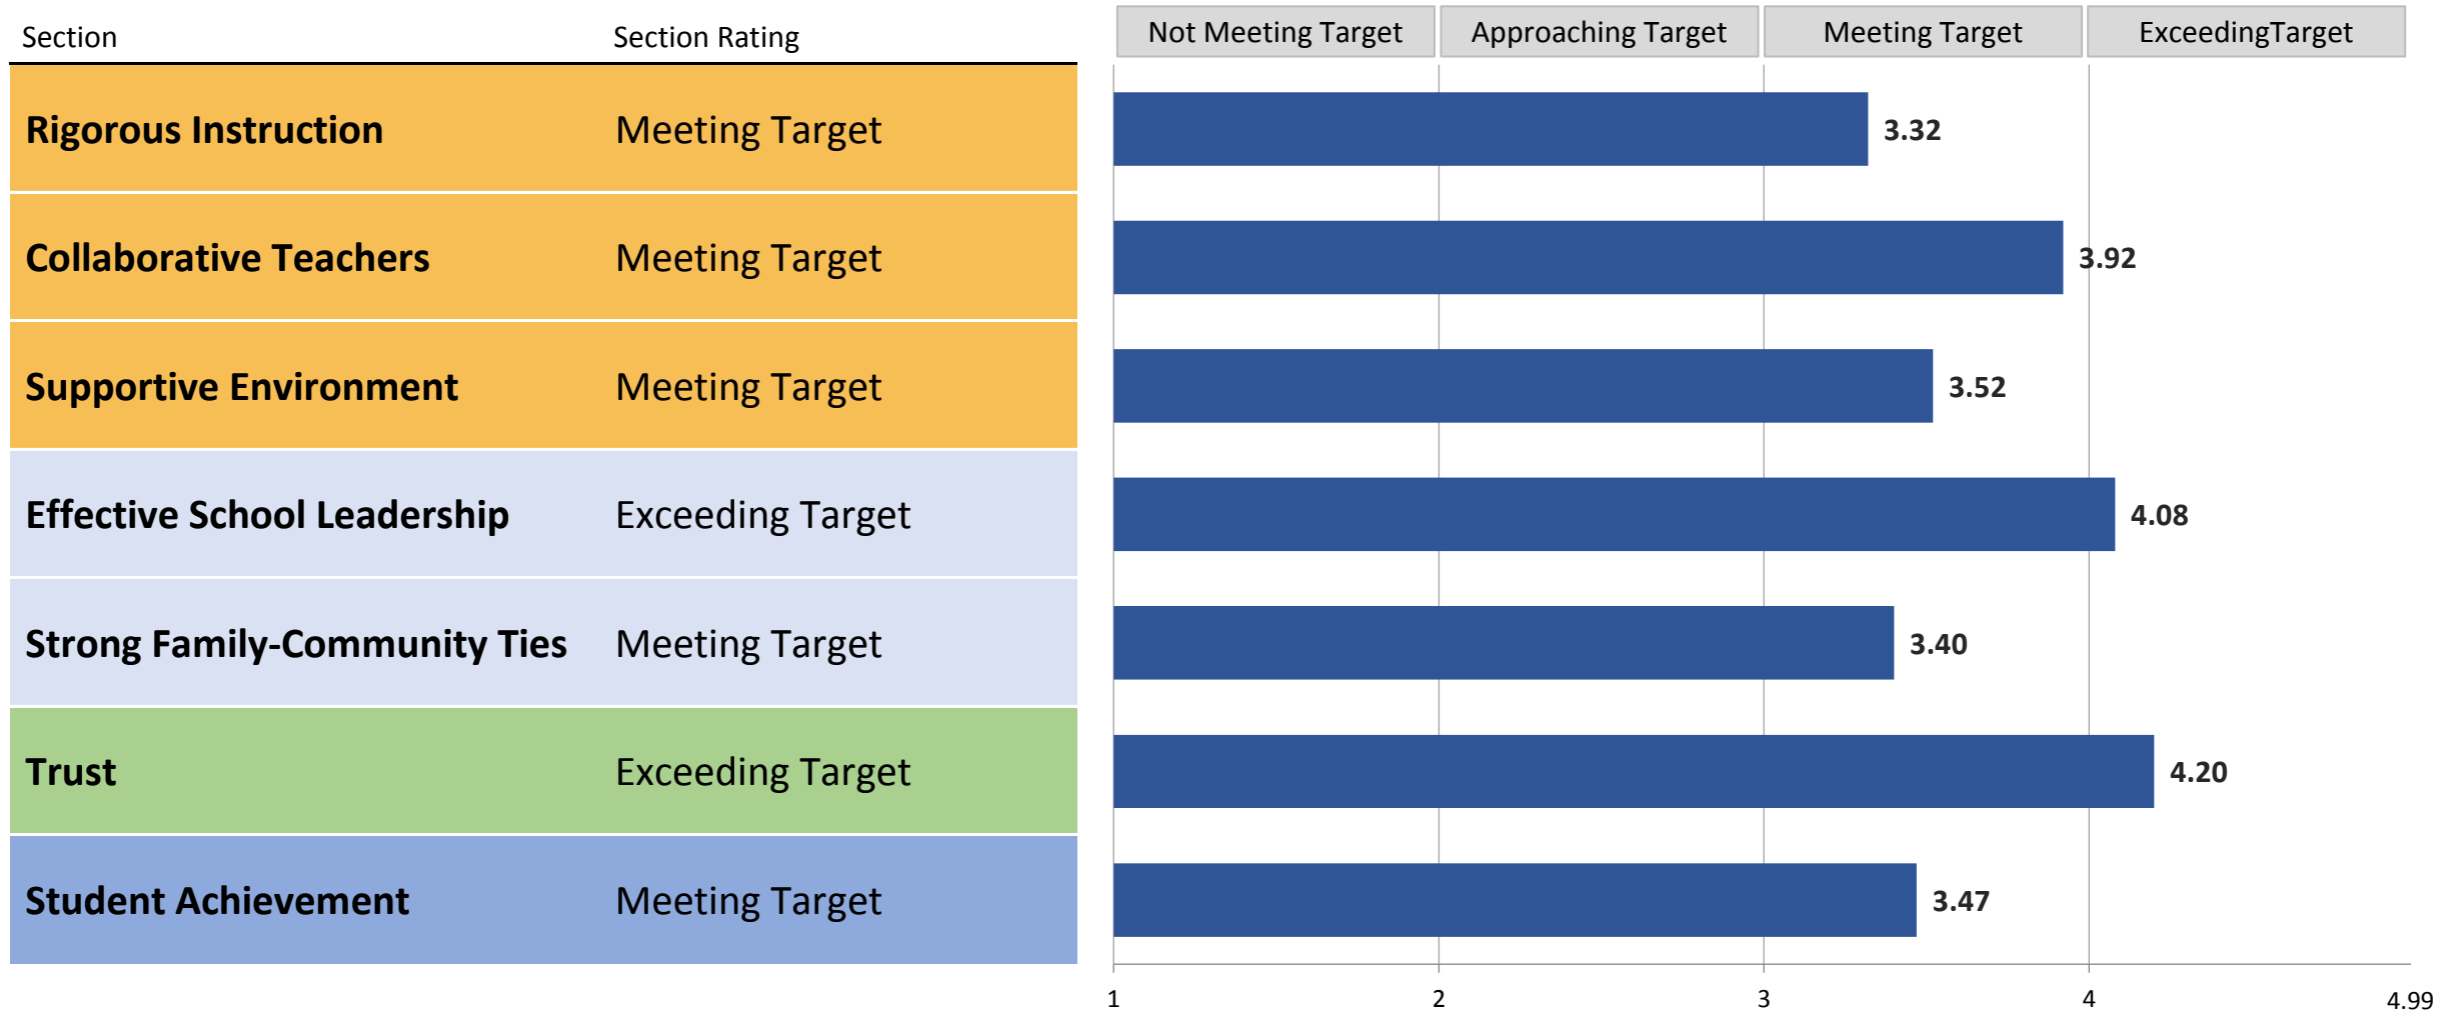 Section Section Rating Not Meeting Target Approaching Target Meeting Target ExceedingTarget
Rigorous Instruction Meeting Target 3.32
Collaborative Teachers Meeting Target 3.92
Supportive Environment Meeting Target 3.52
Effective School Leadership Exceeding Target 4.08
Strong Family-Community Ties Meeting Target 3.40
Trust Exceeding Target 4.20
Student Achievement Meeting Target 3.47
1 2 3 4 4.99